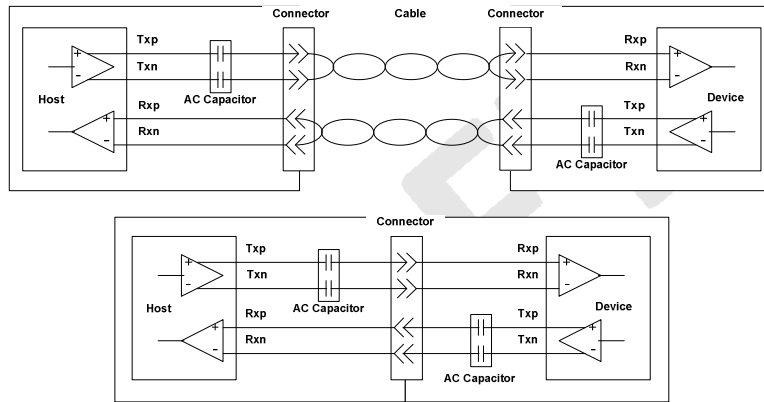 Connector Cable Connector
Txp Rxp
Txn Rxn
Host AC Capacitor Txp Device
Rxp Txn
Rxn AC Capacitor
Connector
Txp Rxp
Txn Rxn
Host AC Capacitor Device
Rxp Txp
Rxn Txn
AC Capacitor